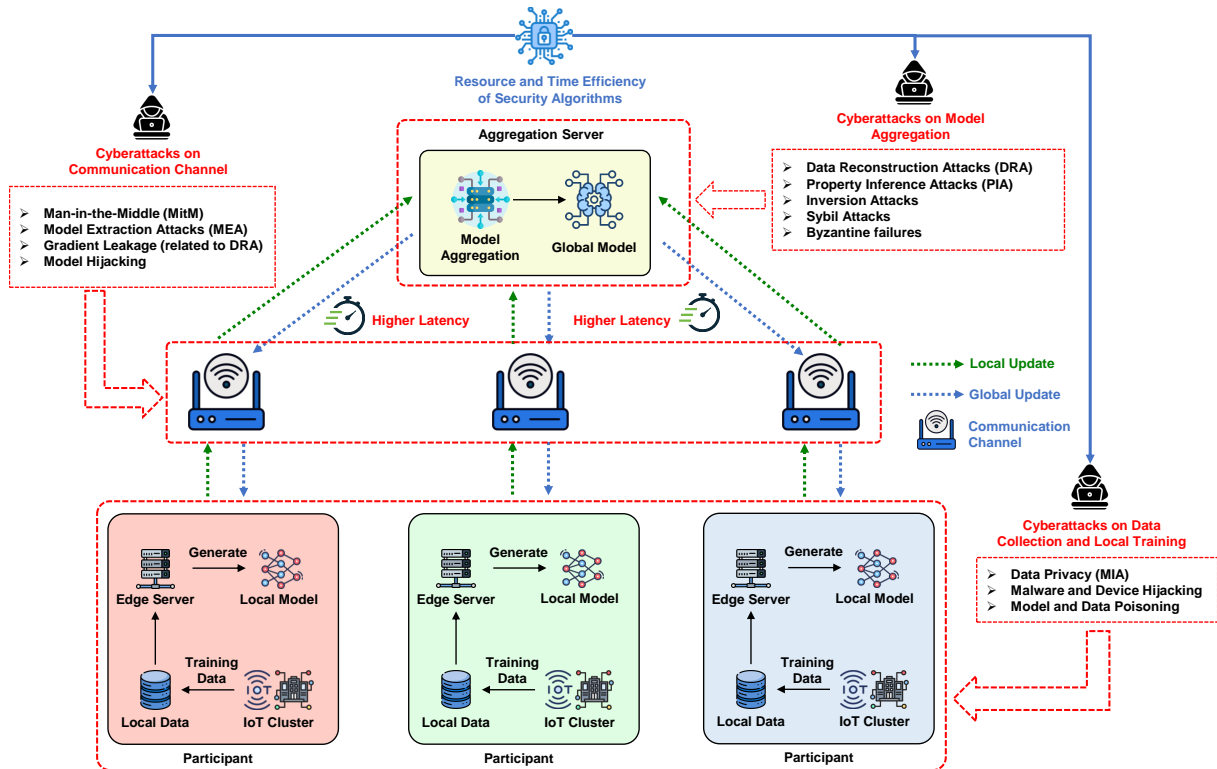 Resource and Time Efficiency
of Security Algorithms
Cyberattacks on
Communication Channel
Man-in-the-Middle (MitM)
Model Extraction Attacks (MEA)
Gradient Leakage (related to DRA)
Model Hijacking
Aggregation Server
Model
Aggregation
Global Model
Cyberattacks on Model
Aggregation
Data Reconstruction Attacks (DRA)
Property Inference Attacks (PIA)
Inversion Attacks
Sybil Attacks
Byzantine failures
Higher Latency
Higher Latency
Local Update
Global Update
Communication
Channel
Cyberattacks on Data
Collection and Local Training
Data Privacy (MIA)
Malware and Device Hijacking
Model and Data Poisoning
Generate
Edge Server
Local Model
Training
Data
IOT
Local Data
IoT Cluster
Participant
Generate
Edge Server
Local Model
Training
Data
IOT
Local Data
IoT Cluster
Participant
Generate
Edge Server
Local Model
Training
Data
IOT
Local Data
IoT Cluster
Participant